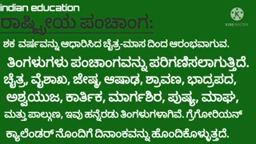 indian education
ರಾಷ್ಟ್ರೀಯ ಪಂಚಾಂಗ:
ಶಕ ವರ್ಷವನ್ನು ಆಧಾರಿಸಿದ ಚೈತ್ರ-ಮಾಸ ದಿಂದ ಆರಂಭವಾಗುವ.
ತಿಂಗಳುಗಳು ಪಂಚಾಂಗವನ್ನು ಪರಿಗಣಿಸಲಾಗುತ್ತಿದೆ.
ಚೈತ್ರ, ವೈಶಾಖ, ಜೇಷ್ಠ, ಆಷಾಢ, ಶ್ರಾವಣ, ಭಾದ್ರಪದ,
ಅಶ್ವಯುಜ, ಕಾರ್ತಿಕ, ಮಾರ್ಗಶಿರ, ಪುಷ್ಯ, ಮಾಘ,
ಮತ್ತು ಪಾಲ್ಗುಣ, ಇವು ಹನ್ನೆರಡು ತಿಂಗಳುಗಳಾಗಿವೆ. ಗ್ರೆಗೋರಿಯನ್
ಕ್ಯಾಲೆಂಡರ್ ನೊಂದಿಗೆ ದಿನಾಂಕವನ್ನು ಹೊಂದಿಕೊಳ್ಳುತ್ತದೆ.